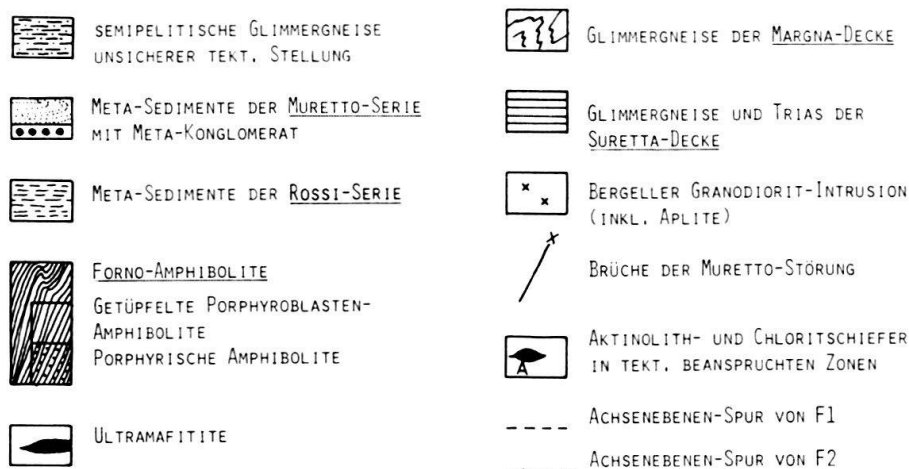 SEMIPELITISCHE GLIMMERGNEISE
UNSICHERER TEKT. STELLUNG
META-SEDIMENTE DER MURETTO-SERIE
MIT META-KONGLOMERAT
META-SEDIMENTE DER ROSSI-SERIE
FORNO-AMPHIBOLITE
GETÜPFELTE PORPHYROBLASTEN-
AMPHIBOLITE
PORPHYRISCHE AMPHIBOLITE
ULTRAMAFITITE
GLIMMERGNEISE DER MARGNA-DECKE
GLIMMERGNEISE UND TRIAS DER
SURETTA-DECKE
BERGELLER GRANODIORIT-INTRUSION
(INKL. APLITE)
BRÜCHE DER MURETTO-STÖRUNG
AKTINOLITH- UND CHLORITSCHIEFER
IN TEKT. BEANSPRUCHTEN ZONEN
A
ACHSENEBENEN-SPUR VON F1
ACHSENEBENEN-SPUR VON F2